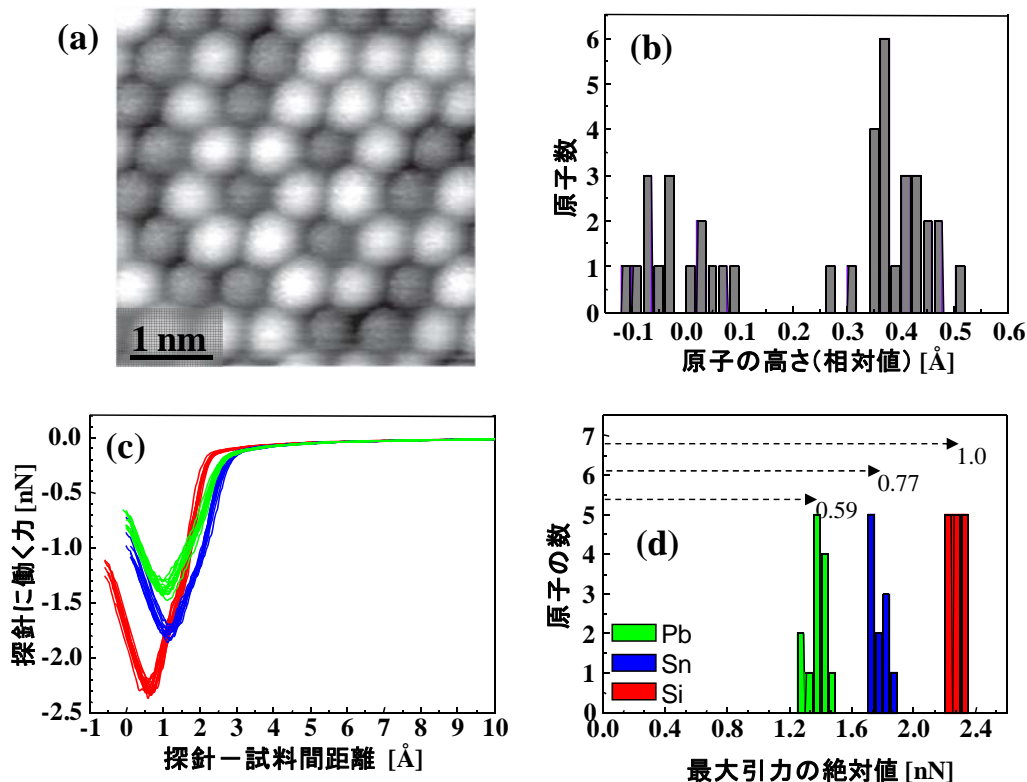 (a)
1 nm
(b)
6
5
4
3
2
1
0
原子数
-0.1 0.0 0.1 0.2 0.3 0.4 0.5 0.6
原子の高さ(相対値) [Å]
(c)
0.0
-0.5
-1.0
-1.5
-2.0
-2.5
探針に働く力 [nN]
-1 0 1 2 3 4 5 6 7 8 9 10
探針－試料間距離 [Å]
(d)
7
6
5
4
3
2
1
0
原子の数
1.0
0.77
0.59
Pb
Sn
Si
0.0 0.4 0.8 1.2 1.6 2.0 2.4
最大引力の絶対値 [nN]